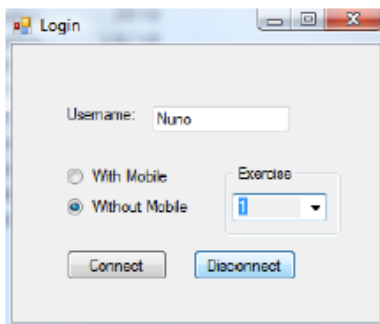 Login
Username: Nuno
With Mobile
Exercise
Without Mobile
1
Connect Disconnect